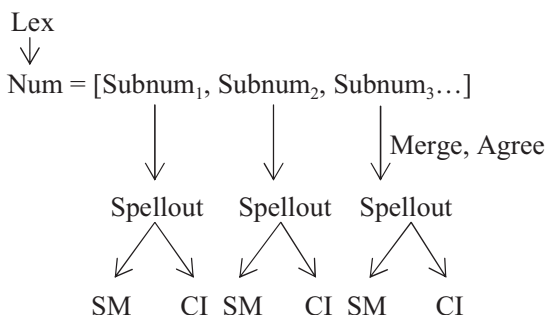 Lex
Num = [Subnum₁, Subnum₂, Subnum₃…]
Merge, Agree
Spellout Spellout Spellout
SM CI SM CI SM CI